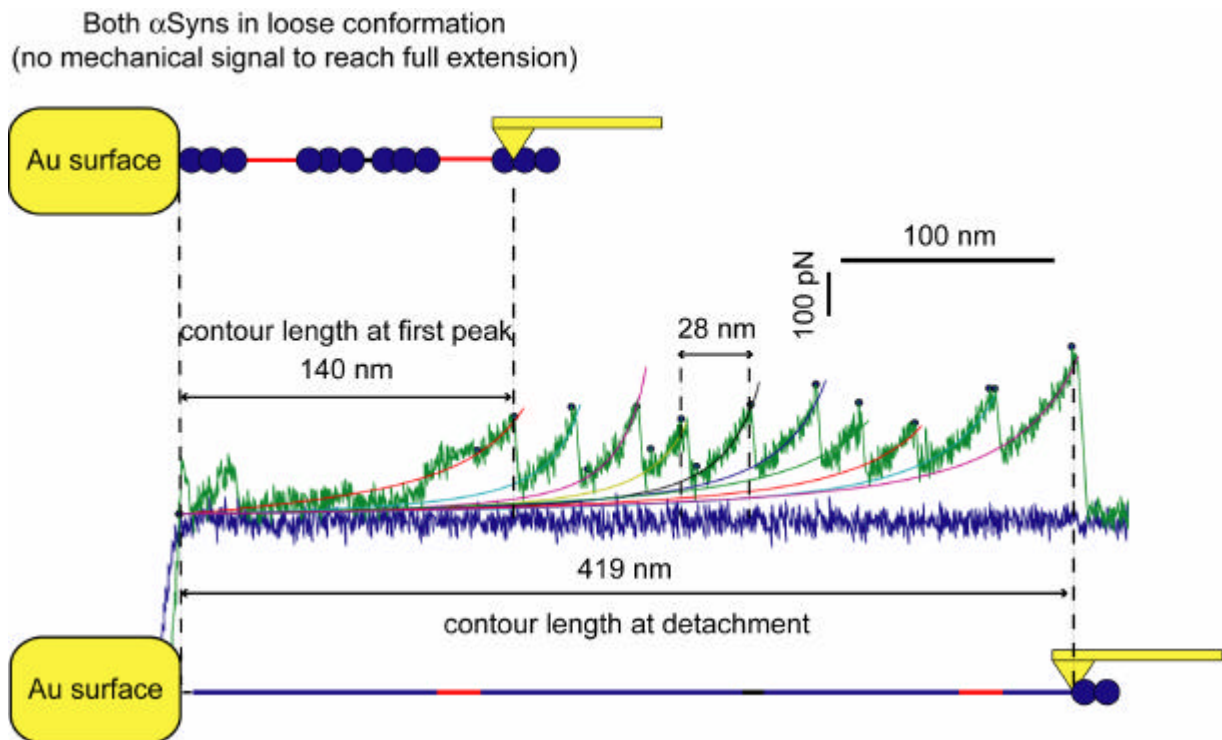 Both αSyns in loose conformation
(no mechanical signal to reach full extension)
Au surface
100 nm
100 pN
contour length at first peak
28 nm
140 nm
419 nm
contour length at detachment
Au surface